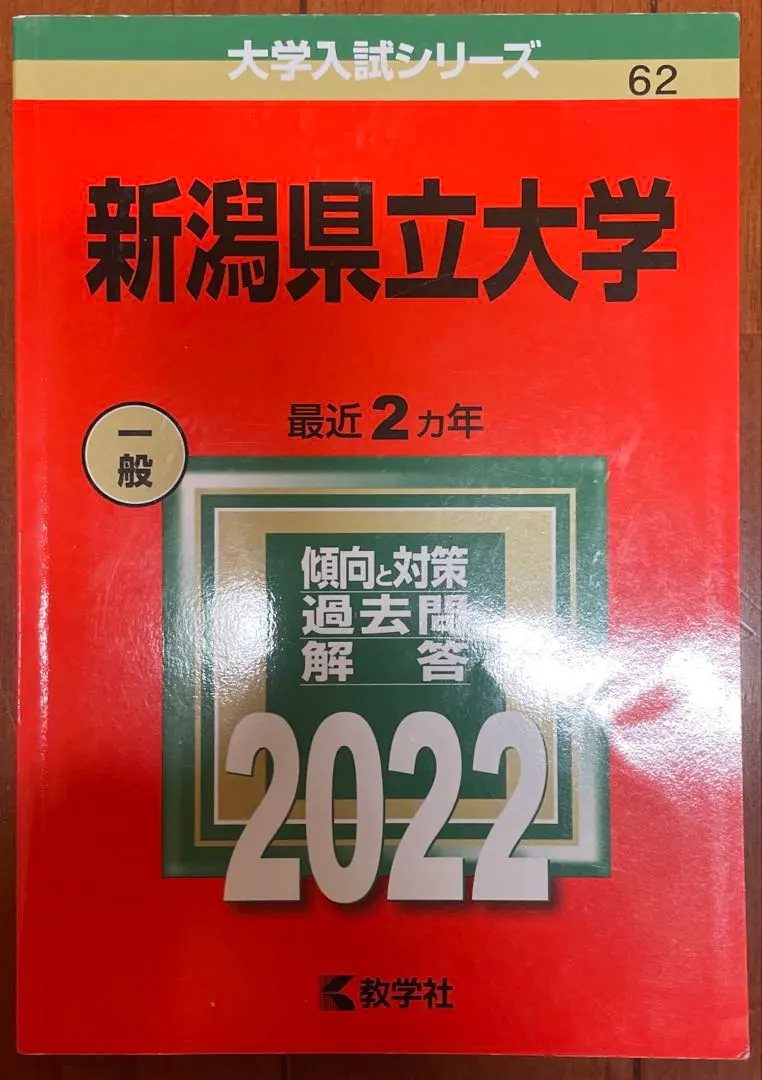 大学入試シリーズ
62
新潟県立大学
最近2カ年
一般
傾向と対策
過去問
解答
2022
教学社